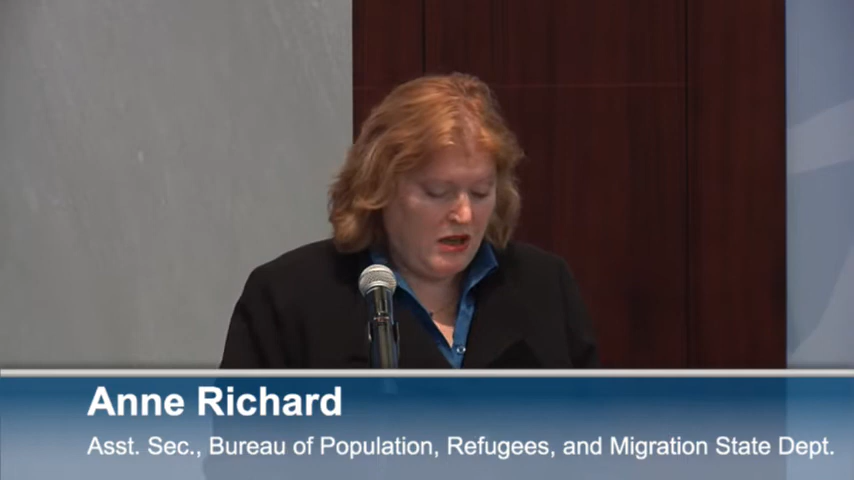 Anne Richard
Asst. Sec., Bureau of Population, Refugees, and Migration State Dept.